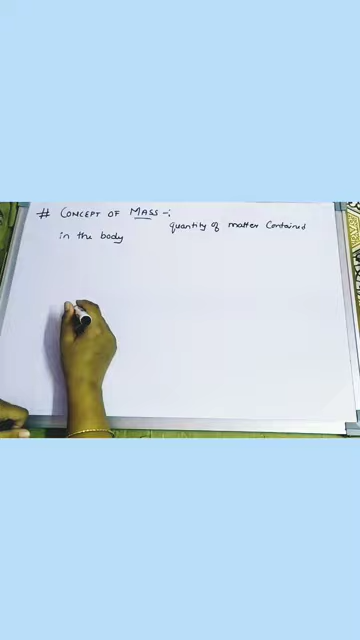 # CONCEPT OF MASS -:
quantity of matter Contained
in the body